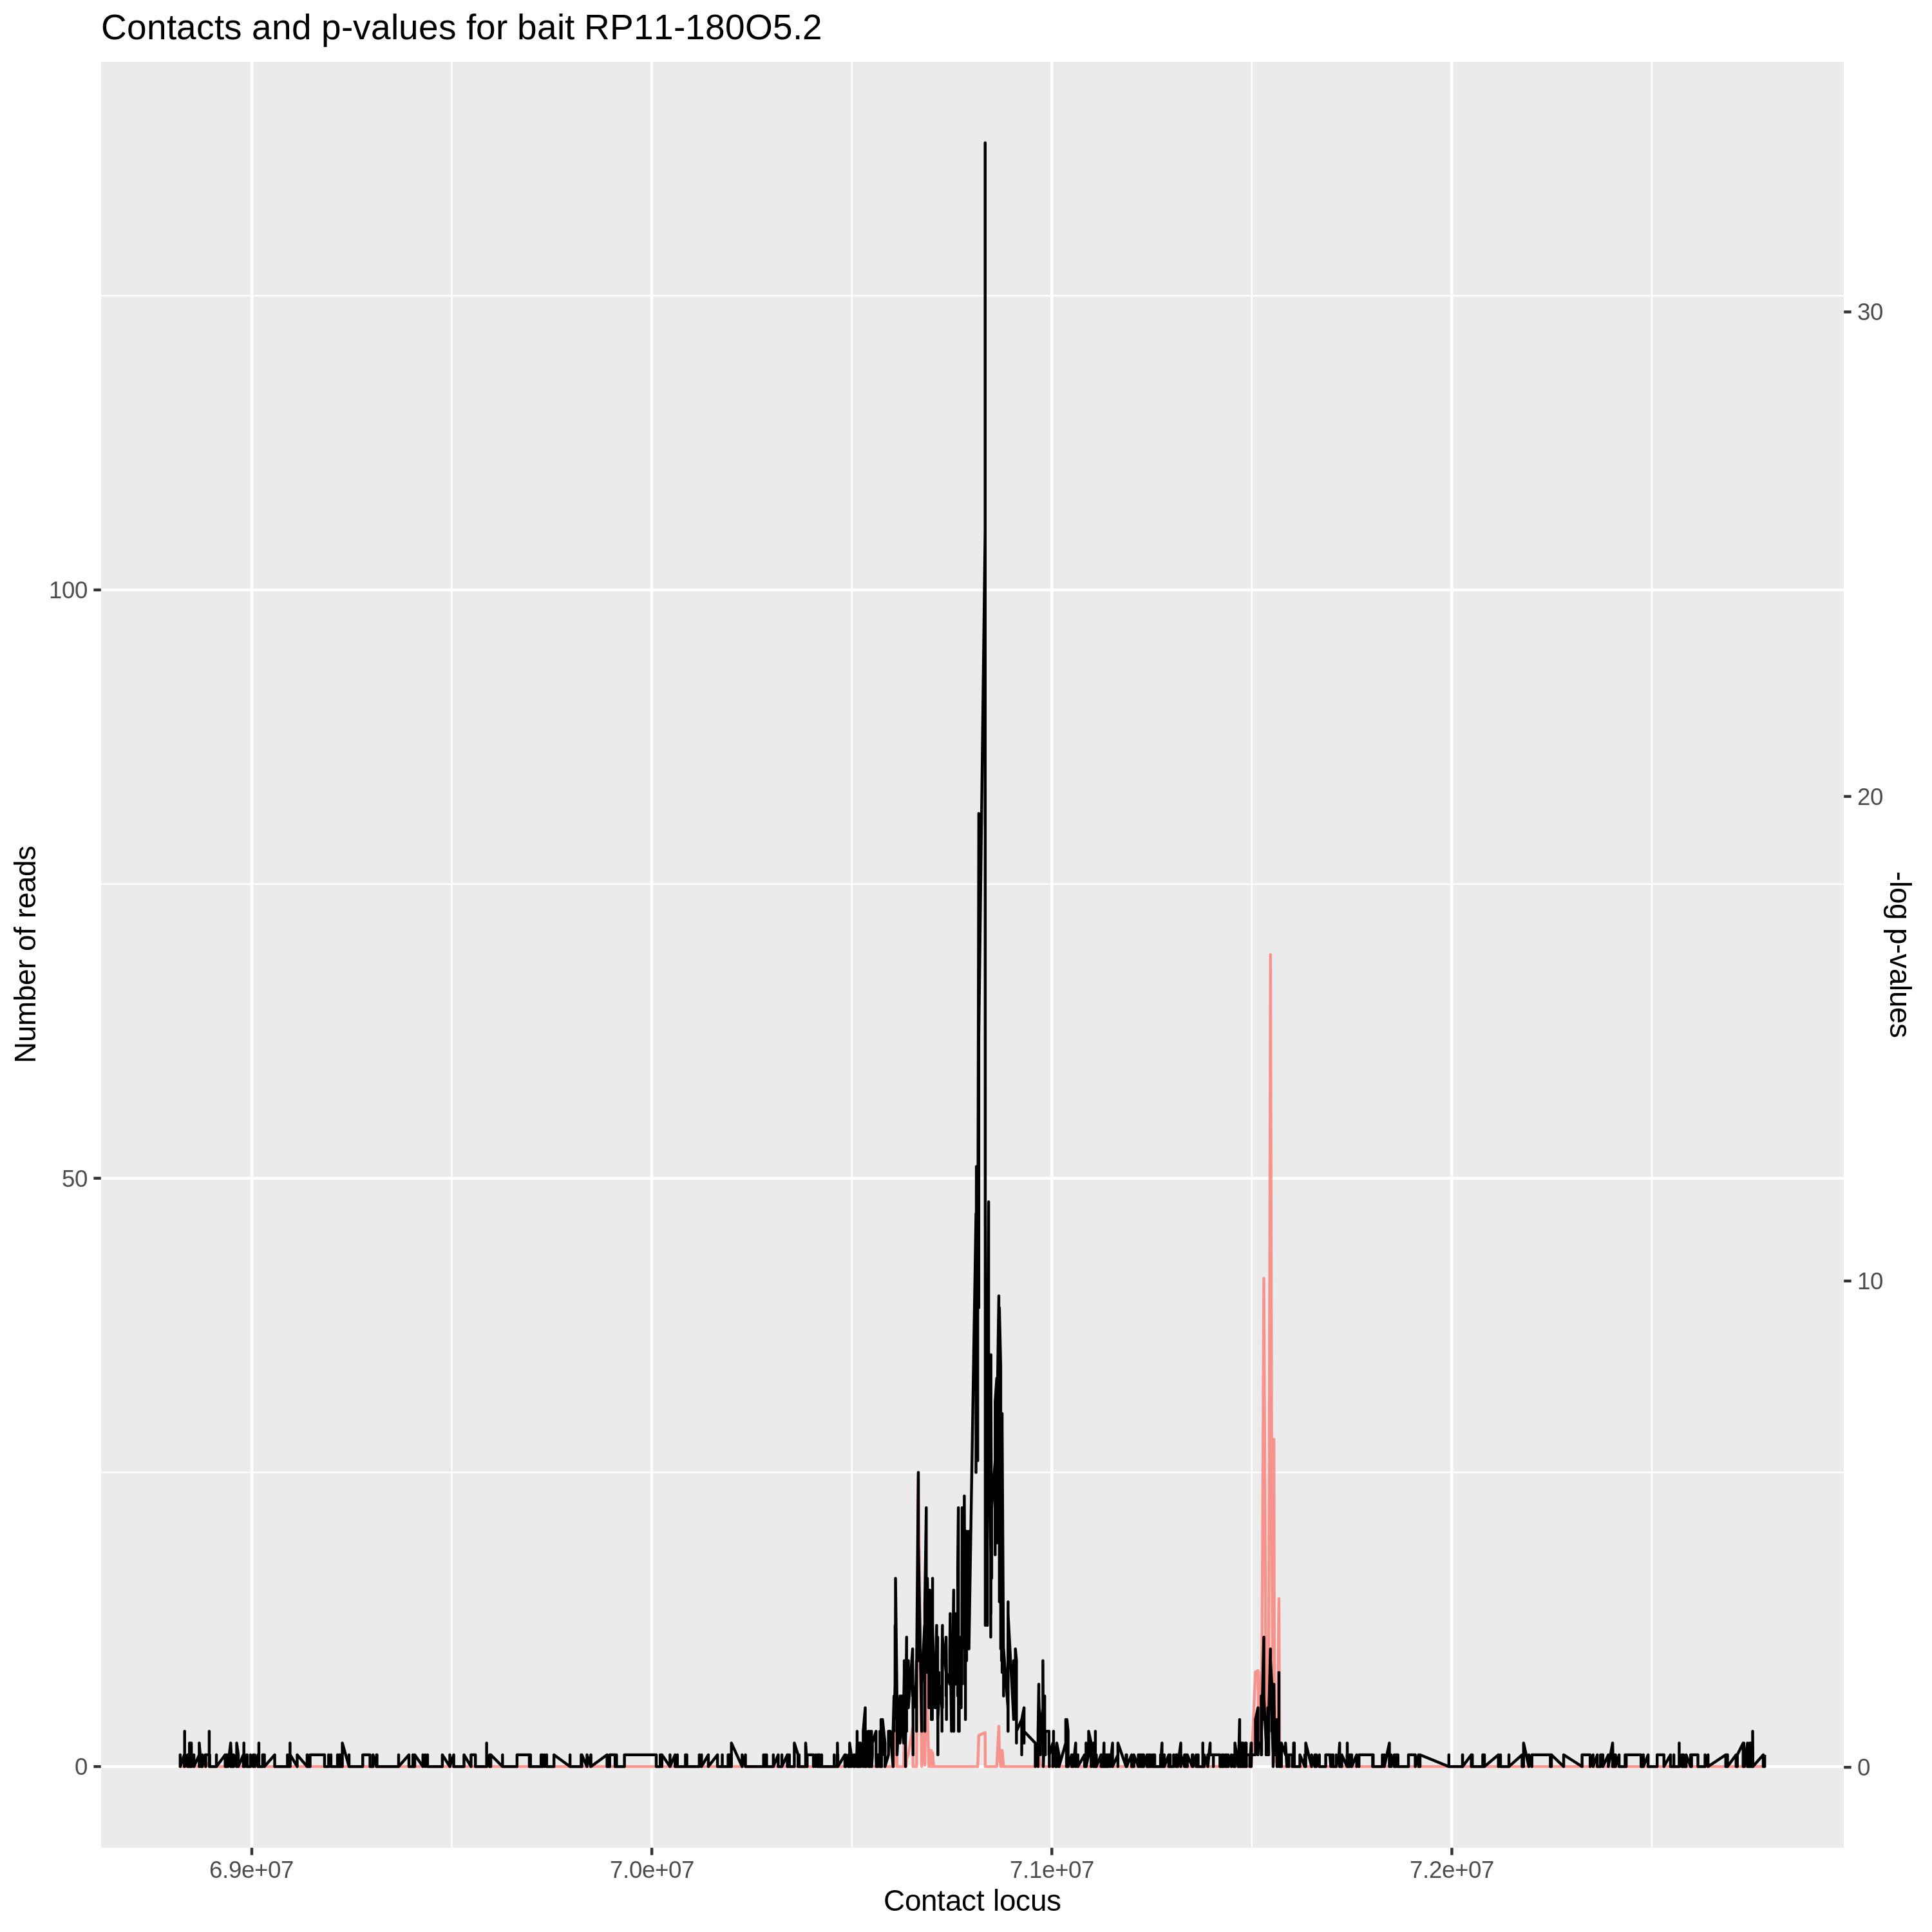 Contacts and p-values for bait RP11-180O5.2
Number of reads
100
50
0
30
20
10
0
-log p-values
6.9e+07
7.0e+07
7.1e+07
7.2e+07
Contact locus